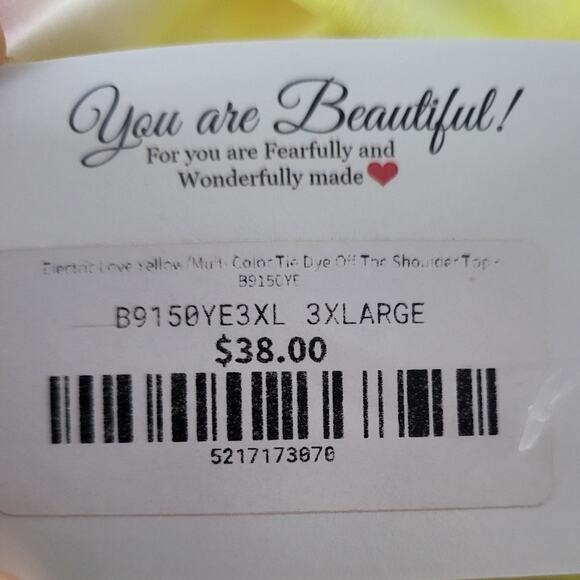 You are Beautiful!
For you are Fearfully and
Wonderfully made
Electric Love Yellow/Multi Color Tie Dye Off The Shoulder Top -
B9150YE
B9150YE3XL 3XLARGE
$38.00
5217173070